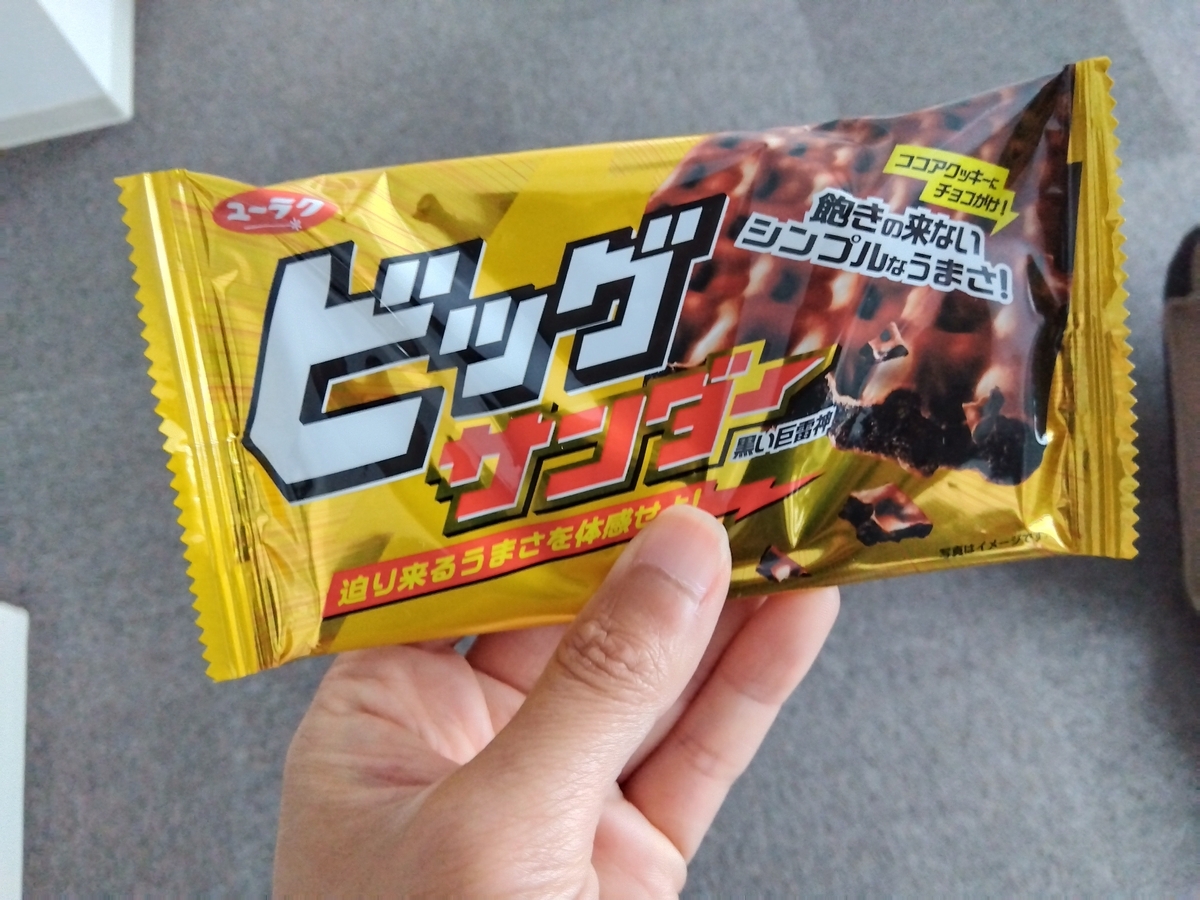 ユーラク
ビッグ
サンダー
黒い巨雷神
迫り来るうまさを体感せよ!
ココアクッキーに
チョコがけ!
飽きの来ない
シンプルなうまさ!
写真はイメージです